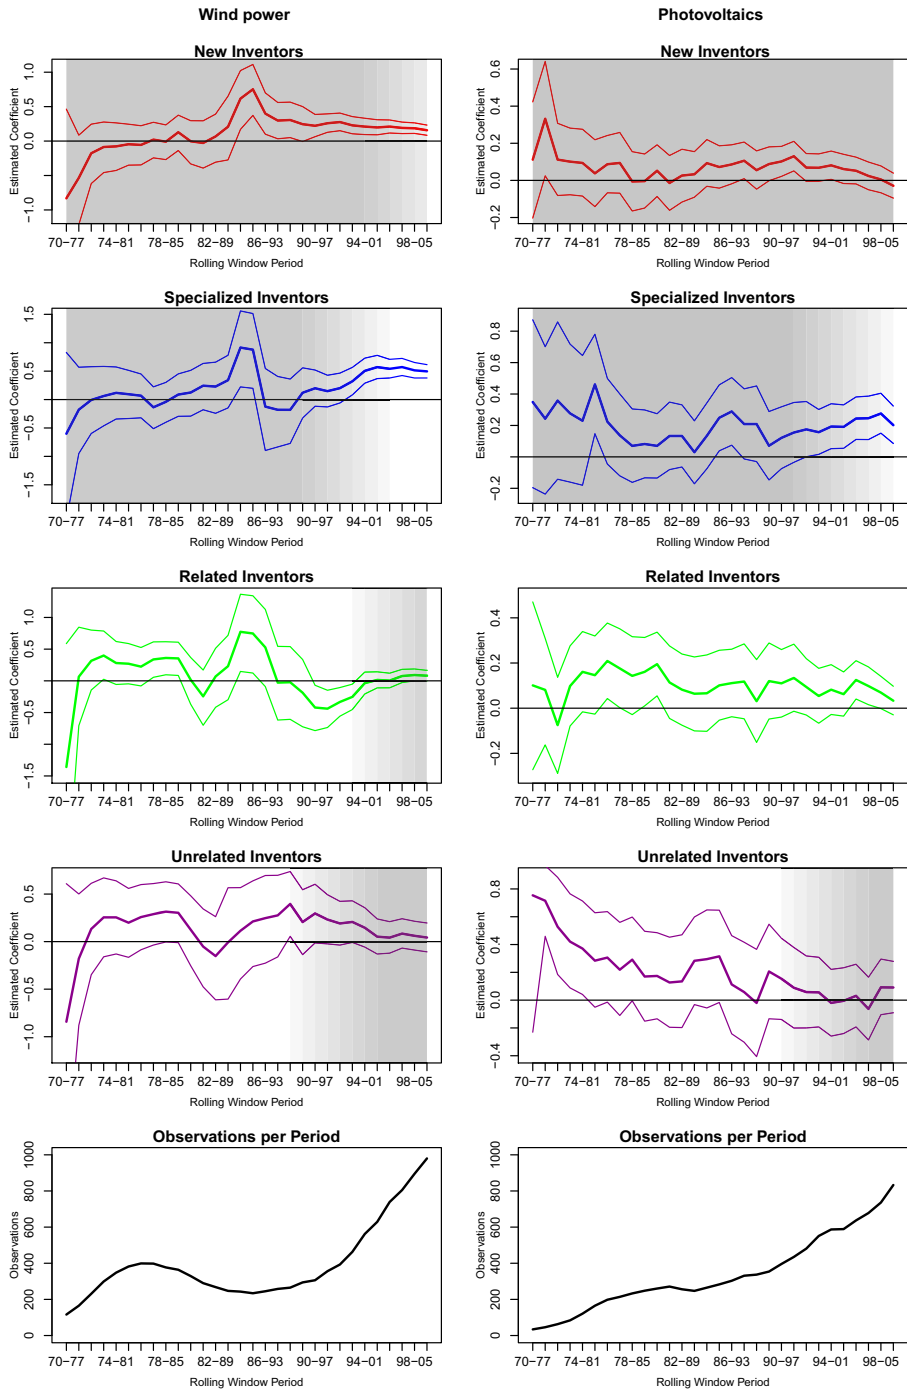 Wind power
Photovoltaics
New Inventors
Estimated Coefficient
1.0
0.5
0.0
−1.0
70−77 74−81 78−85 82−89 86−93 90−97 94−01 98−05
Rolling Window Period
New Inventors
Estimated Coefficient
0.6
0.4
0.2
0.0
−0.2
70−77 74−81 78−85 82−89 86−93 90−97 94−01 98−05
Rolling Window Period
Specialized Inventors
Estimated Coefficient
1.5
0.5
−0.5
−1.5
70−77 74−81 78−85 82−89 86−93 90−97 94−01 98−05
Rolling Window Period
Specialized Inventors
Estimated Coefficient
0.8
0.6
0.4
0.2
−0.2
70−77 74−81 78−85 82−89 86−93 90−97 94−01 98−05
Rolling Window Period
Related Inventors
Estimated Coefficient
1.0
0.5
−0.5
−1.5
70−77 74−81 78−85 82−89 86−93 90−97 94−01 98−05
Rolling Window Period
Related Inventors
Estimated Coefficient
0.4
0.2
0.0
−0.2
70−77 74−81 78−85 82−89 86−93 90−97 94−01 98−05
Rolling Window Period
Unrelated Inventors
Estimated Coefficient
0.5
0.0
−0.5
−1.0
70−77 74−81 78−85 82−89 86−93 90−97 94−01 98−05
Rolling Window Period
Unrelated Inventors
Estimated Coefficient
0.8
0.4
0.0
−0.4
70−77 74−81 78−85 82−89 86−93 90−97 94−01 98−05
Rolling Window Period
Observations per Period
Observations
1000
800
600
400
200
0
70−77 74−81 78−85 82−89 86−93 90−97 94−01 98−05
Rolling Window Period
Observations per Period
Observations
1000
800
600
400
200
0
70−77 74−81 78−85 82−89 86−93 90−97 94−01 98−05
Rolling Window Period